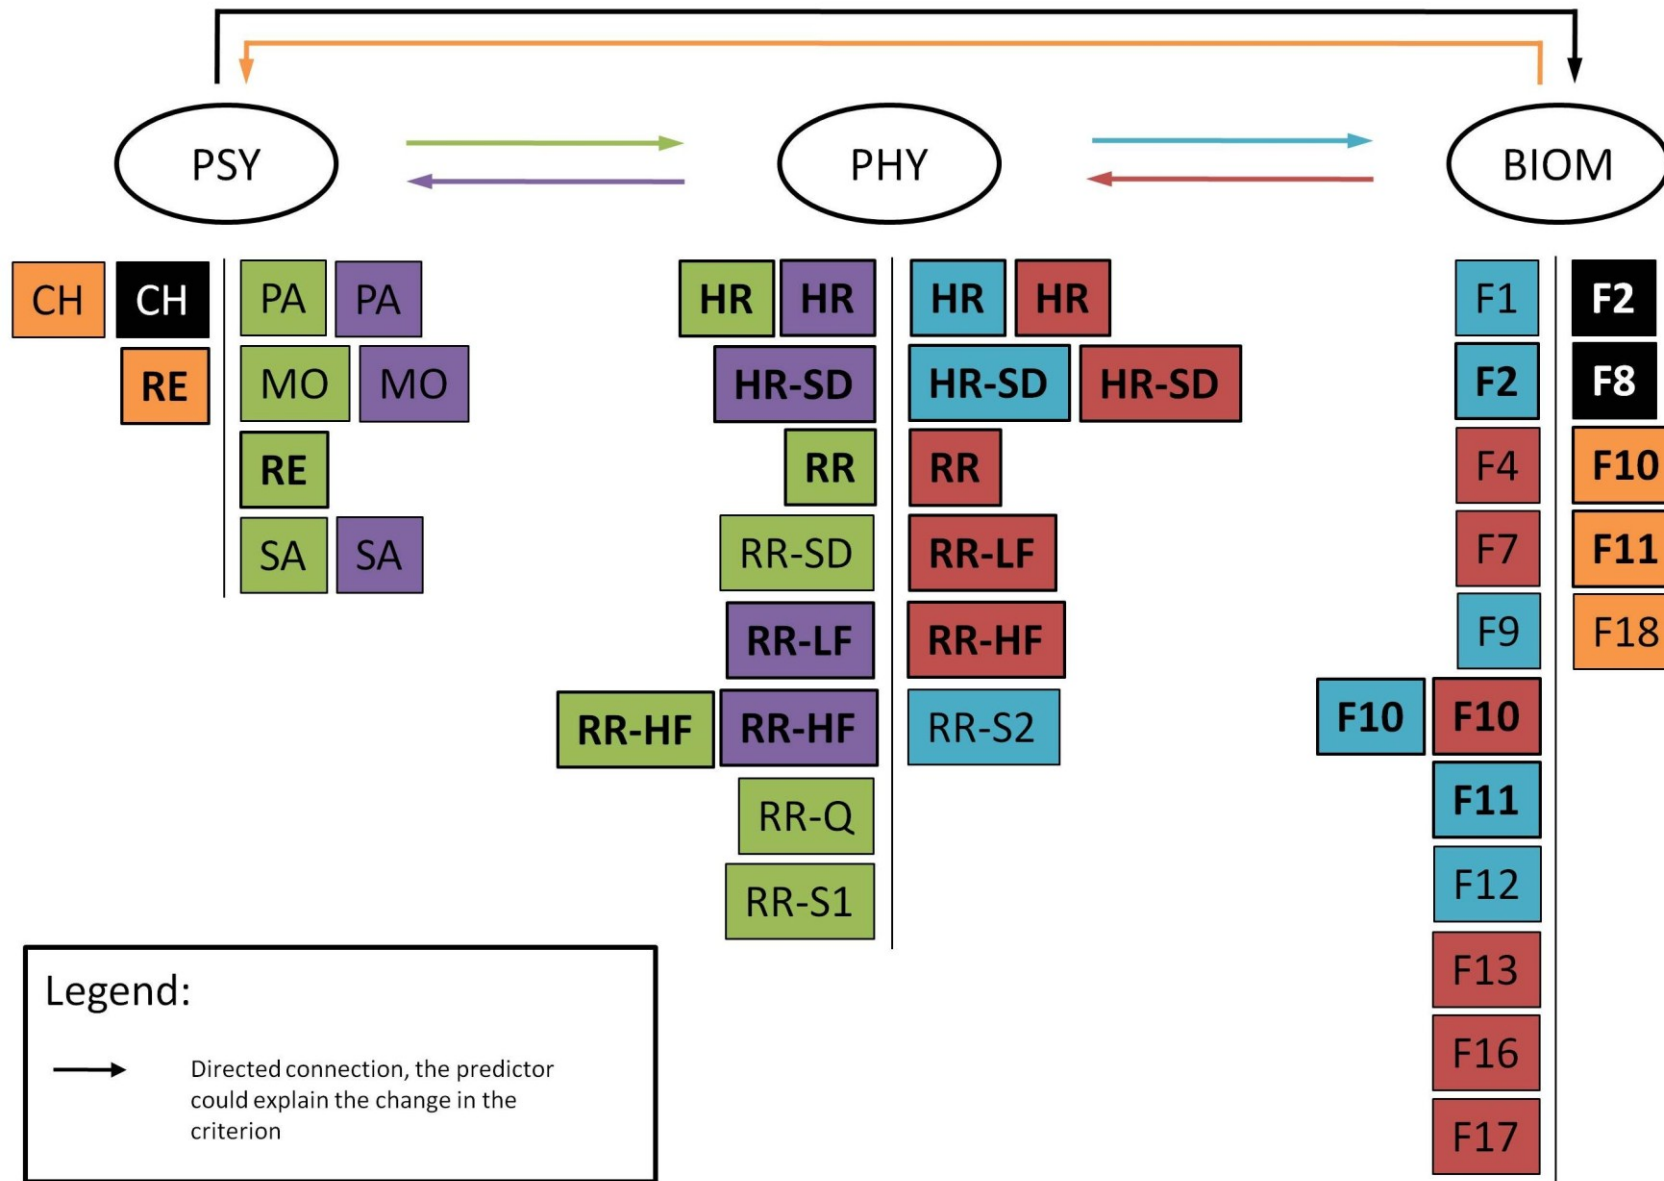 PSY PHY BIOM
CH CH PA PA HR HR HR HR F1 F2
RE MO MO HR-SD HR-SD HR-SD F2 F8
RE RR RR F4 F10
SA SA RR-SD RR-LF F7 F11
RR-LF RR-HF F9 F18
RR-HF RR-HF RR-S2 F10 F10
RR-Q F11
RR-S1 F12
F13
F16
F17
Legend:
Directed connection, the predictor
could explain the change in the
criterion